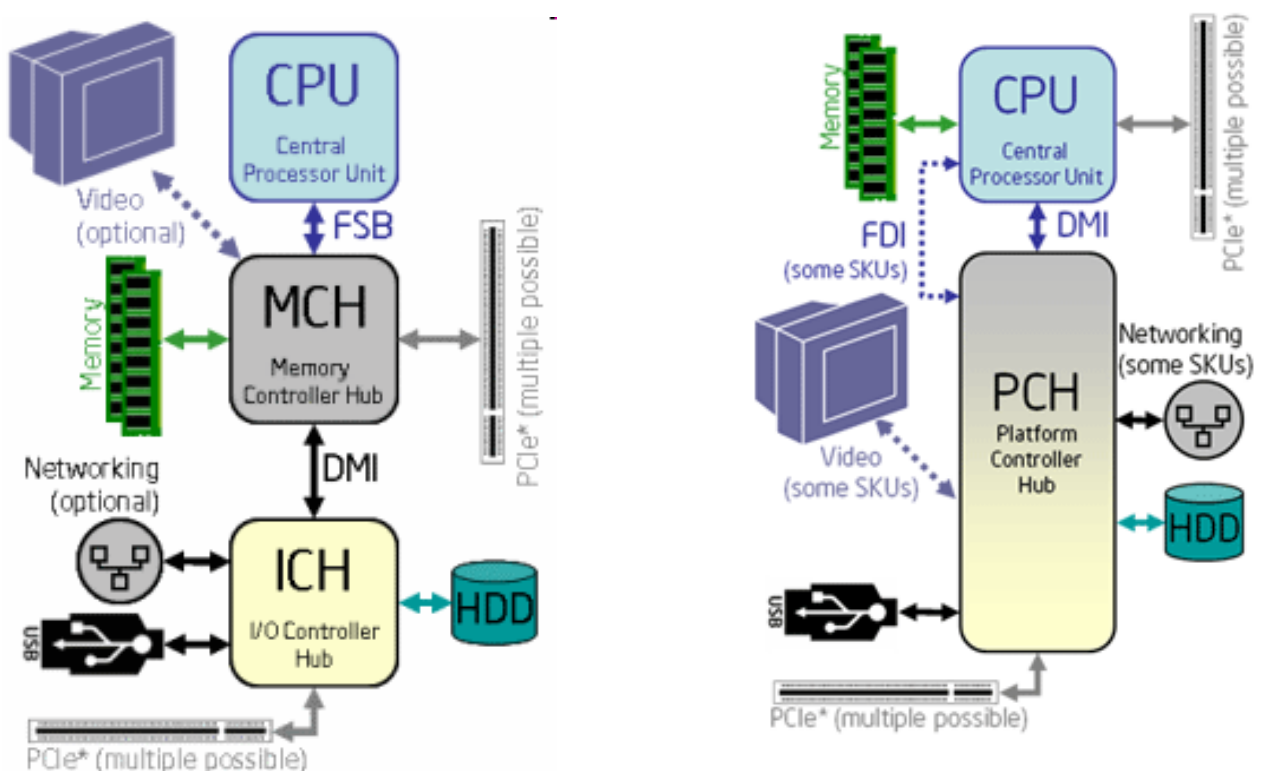 CPU
Central
Processor Unit
Video
(optional)
FSB
MCH
Memory
Controller Hub
Memory
PCIe* (multiple possible)
DMI
Networking
(optional)
ICH
I/O Controller
Hub
HDD
USB
PCIe* (multiple possible)
Memory
CPU
Central
Processor Unit
PCIe* (multiple possible)
FDI
(some SKUs)
DMI
PCH
Platform
Controller
Hub
Networking
(some SKUs)
Video
(some SKUs)
HDD
USB
PCIe* (multiple possible)